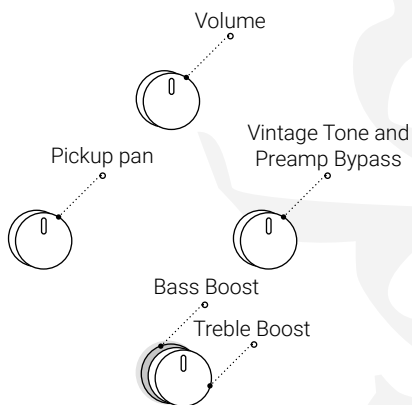 Volume
Pickup pan
Vintage Tone and
Preamp Bypass
Bass Boost
Treble Boost